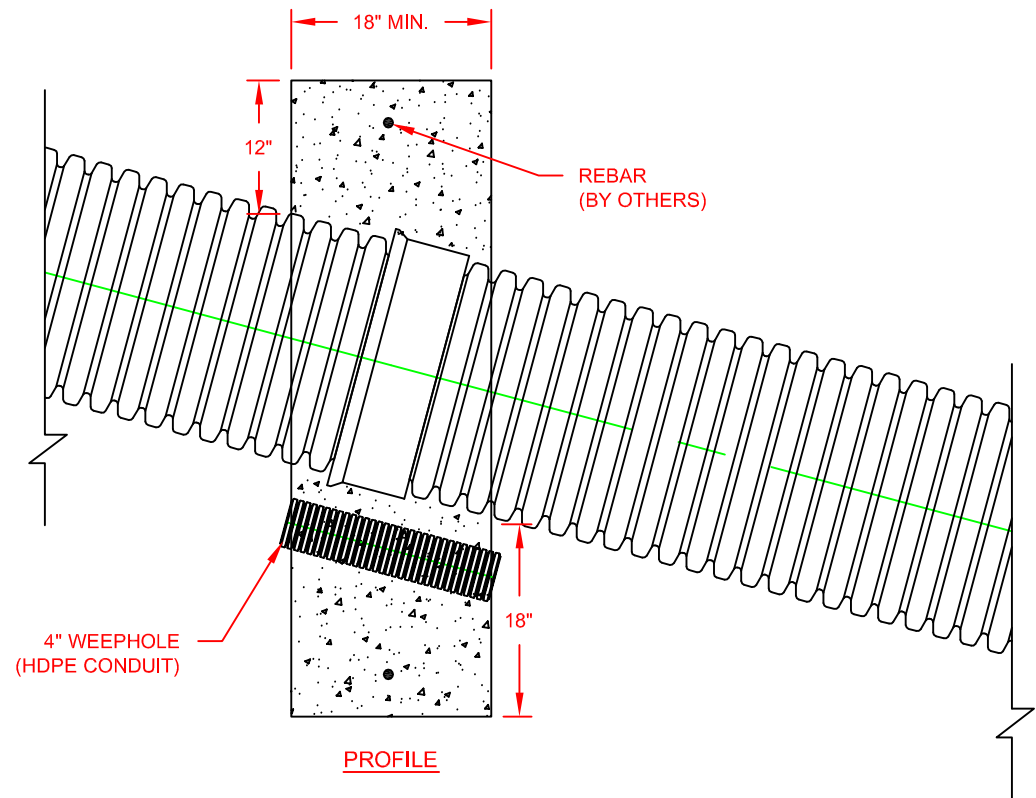 18" MIN.
12"
REBAR
(BY OTHERS)
18"
4" WEEPHOLE
(HDPE CONDUIT)
PROFILE